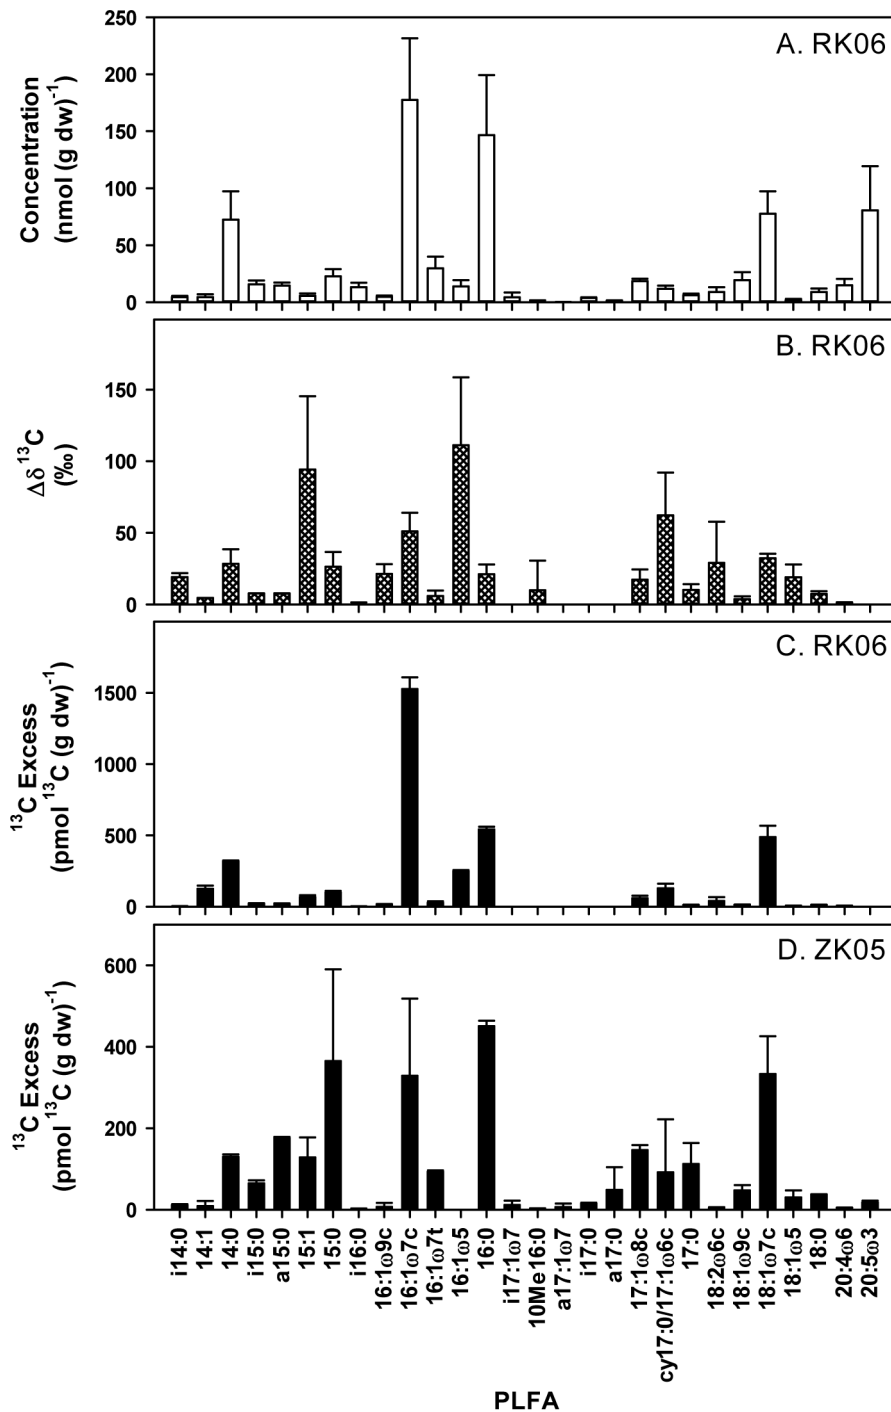 A. RK06
Concentration
(nmol (g dw)⁻¹
250
200
150
100
50
0
B. RK06
Δδ ¹³C
(‰)
150
100
50
0
C. RK06
¹³C Excess
(pmol ¹³C (g dw)⁻¹
1500
1000
500
0
D. ZK05
¹³C Excess
(pmol ¹³C (g dw)⁻¹
600
400
200
0
i14:0
14:1
14:0
i15:0
a15:0
15:1
15:0
i16:0
16:1ω9c
16:1ω7c
16:1ω7t
16:1ω5
16:0
i17:1ω7
10Me16:0
a17:1ω7
i17:0
a17:0
17:1ω8c
cy17:0/17:1ω6c
17:0
18:2ω6c
18:1ω9c
18:1ω7c
18:1ω5
18:0
20:4ω6
20:5ω3
PLFA